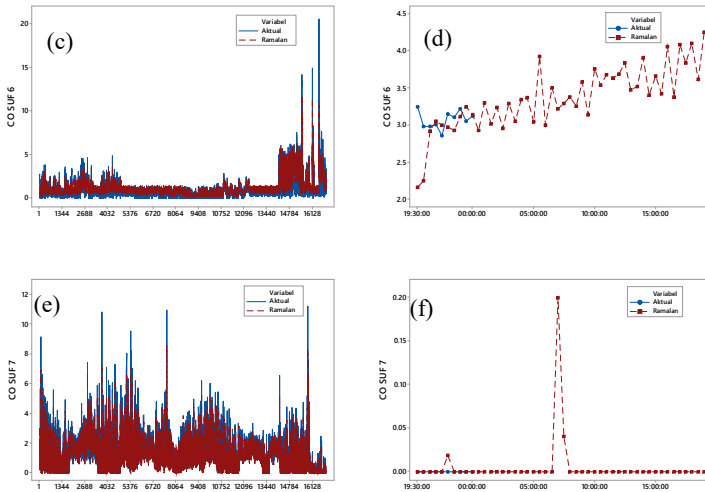 (c)
Variabel
Aktual
Ramalan
CO SUF 6
20
15
10
5
0
1 1344 2688 4032 5376 6720 8064 9408 10752 12096 13440 14784 16128
(d)
Variabel
Aktual
Ramalan
CO SUF 6
4.5
4.0
3.5
3.0
2.5
2.0
19:30:00 00:00:00 05:00:00 10:00:00 15:00:00
(e)
Variabel
Aktual
Ramalan
CO SUF 7
12
10
8
6
4
2
0
1 1344 2688 4032 5376 6720 8064 9408 10752 12096 13440 14784 16128
(f)
Variabel
Aktual
Ramalan
CO SUF 7
0.20
0.15
0.10
0.05
0.00
19:30:00 00:00:00 05:00:00 10:00:00 15:00:00